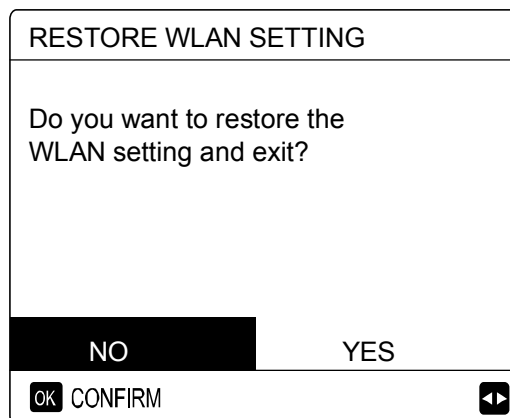 RESTORE WLAN SETTING
Do you want to restore the
WLAN setting and exit?
NO YES
OK CONFIRM